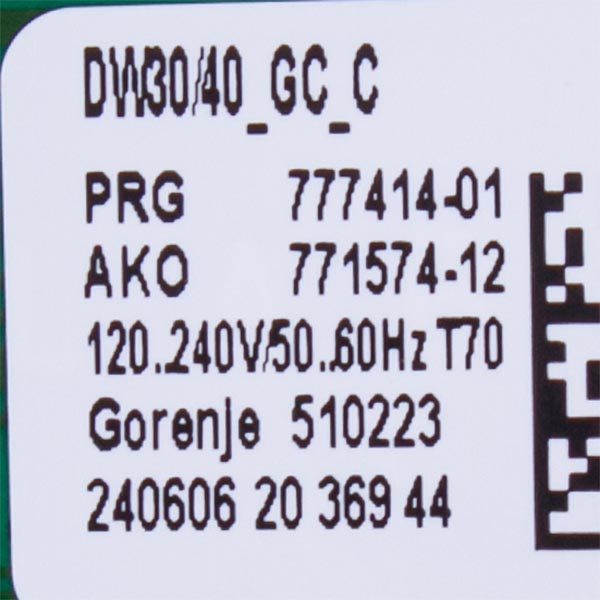 DW30/40_GC_C
PRG 777414-01
AKO 771574-12
120..240V/50..60Hz T70
Gorenje 510223
240606 20 369 44